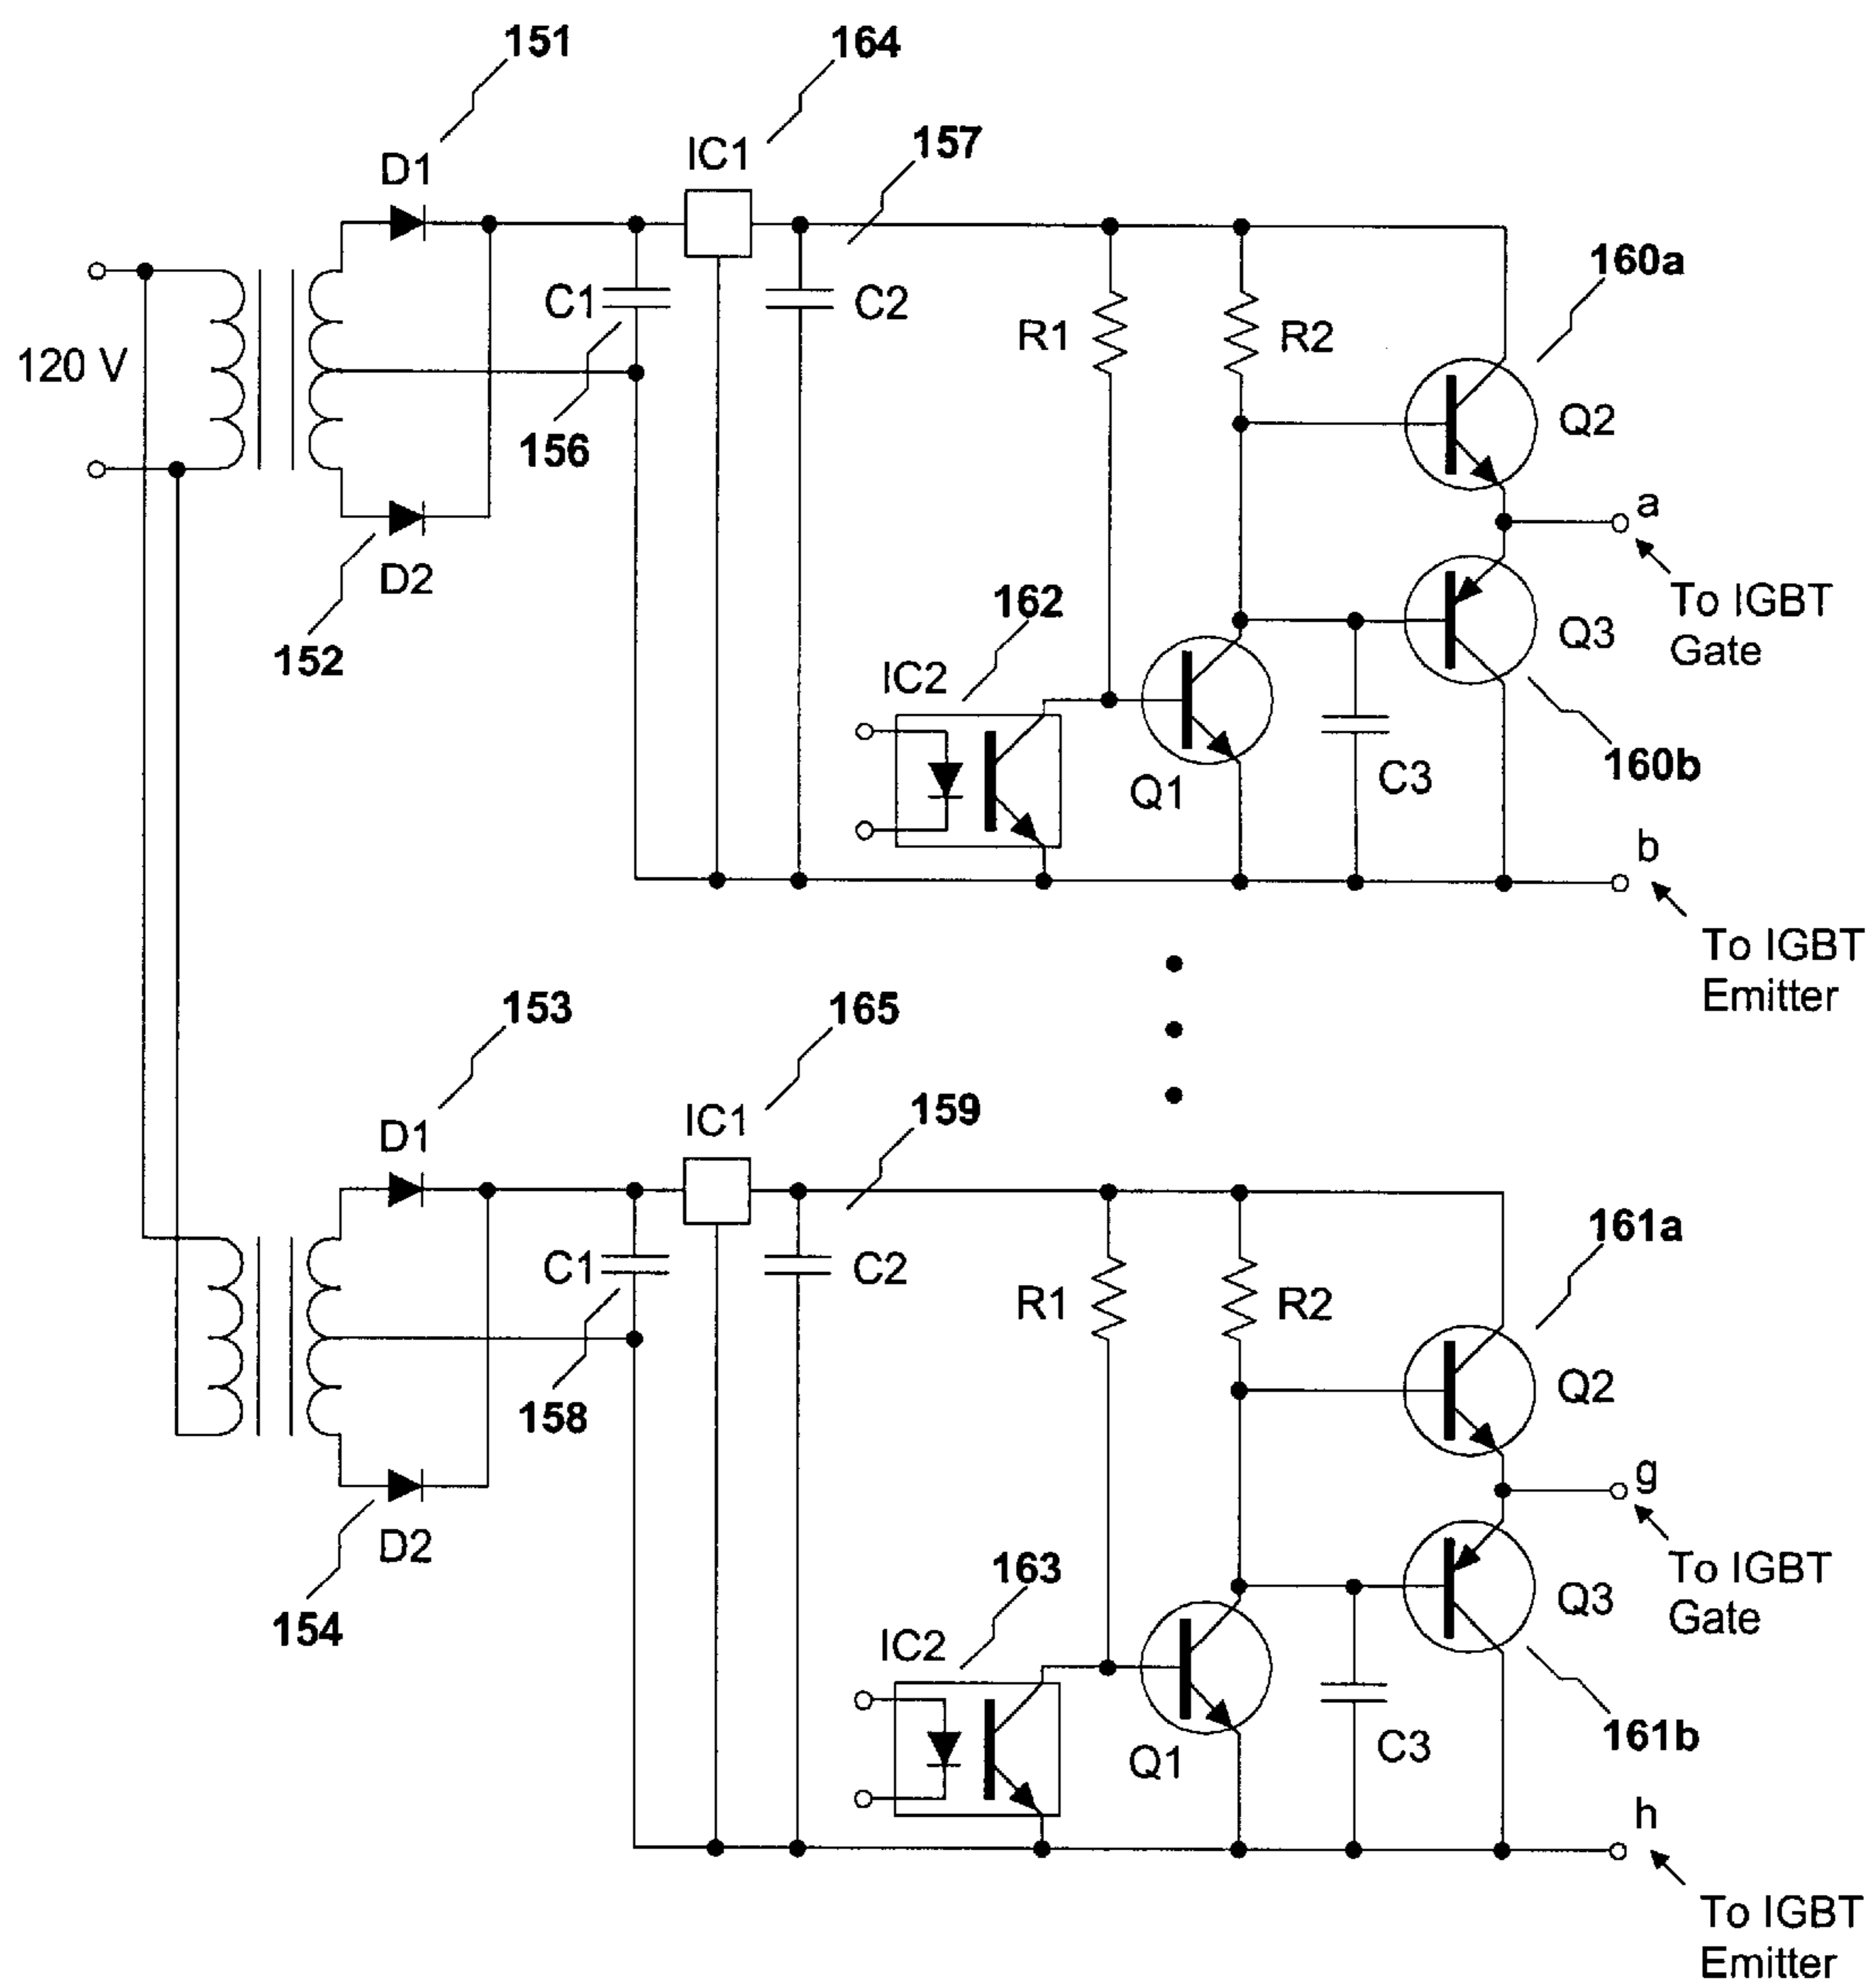 151
164
D1
IC1
157
160a
120 V
C1
C2
R1
R2
Q2
156
a
D2
162
To IGBT
Gate
Q3
152
IC2
Q1
C3
160b
b
To IGBT
Emitter
153
165
D1
IC1
159
161a
C1
C2
R1
R2
Q2
158
g
D2
163
To IGBT
Gate
Q3
154
IC2
Q1
C3
161b
h
To IGBT
Emitter